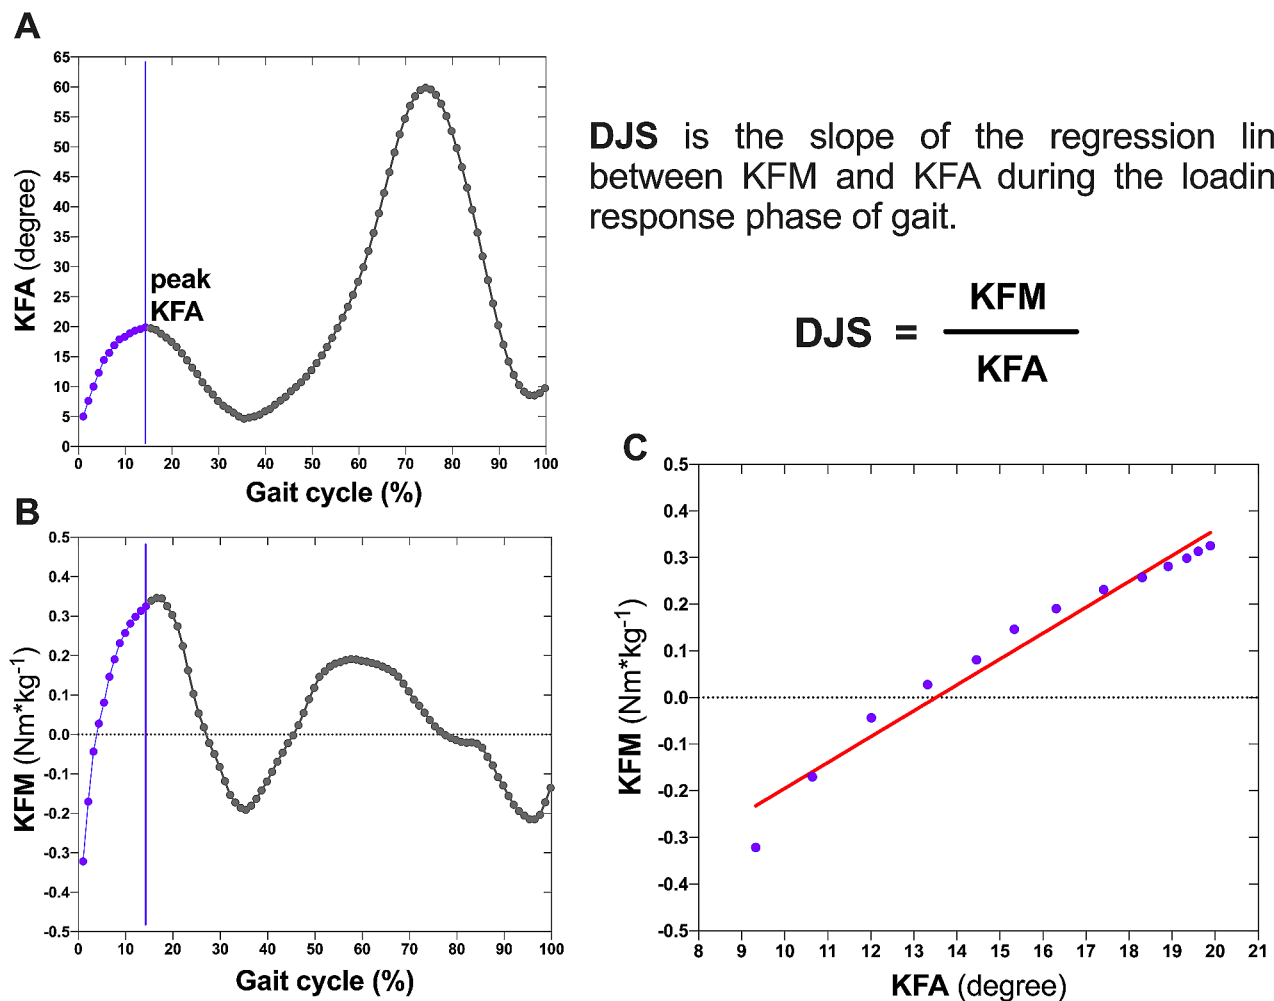 A
65
60
55
50
45
40
35
30
25
20
15
10
5
0
KFA (degree)
peak
KFA
0 10 20 30 40 50 60 70 80 90 100
Gait cycle (%)
DJS is the slope of the regression lin
between KFM and KFA during the loadin
response phase of gait.
DJS = KFM
KFA
B
0.5
0.4
0.3
0.2
0.1
0.0
-0.1
-0.2
-0.3
-0.4
-0.5
KFM (Nm*kg-1)
0 10 20 30 40 50 60 70 80 90 100
Gait cycle (%)
C
0.5
0.4
0.3
0.2
0.1
0.0
-0.1
-0.2
-0.3
-0.4
-0.5
KFM (Nm*kg-1)
8 9 10 11 12 13 14 15 16 17 18 19 20 21
KFA (degree)